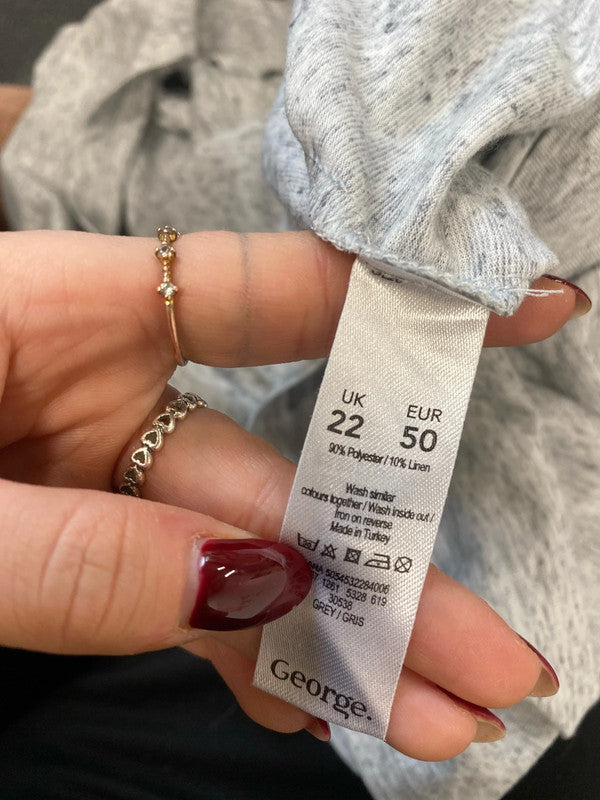 UK EUR
22 50
90% Polyester / 10% Linen
Wash similar
colours together / Wash inside out /
Iron on reverse
Made in Turkey
5054532284006
1261 5328 619
30538
GREY / GRIS
George.